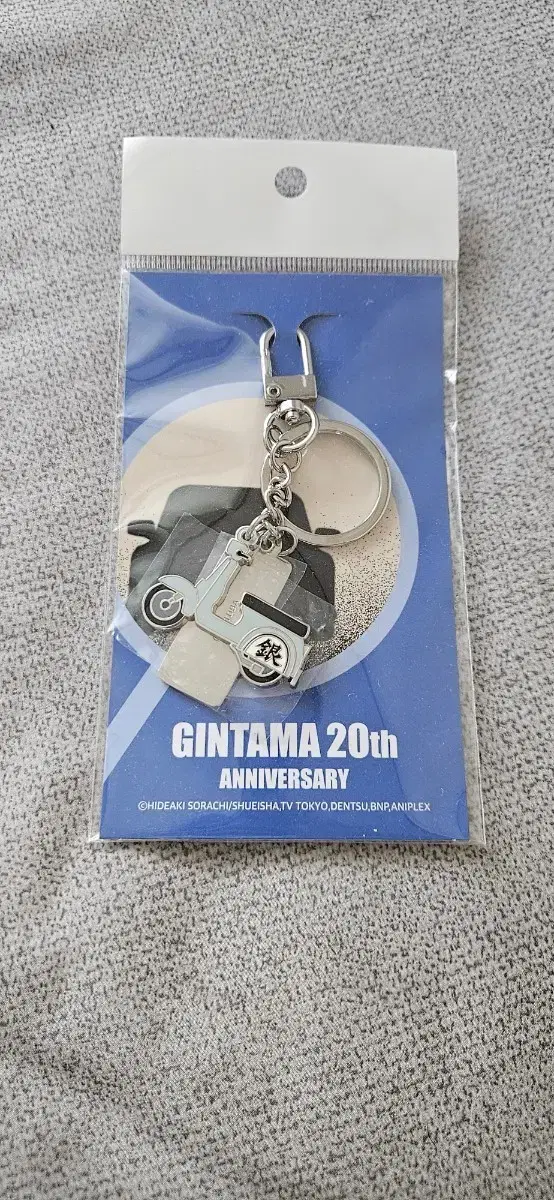 銀
GINTAMA 20th
ANNIVERSARY
©HIDEAKI SORACHI/SHUEISHA,TV TOKYO,DENTSU,BNP,ANIPLEX